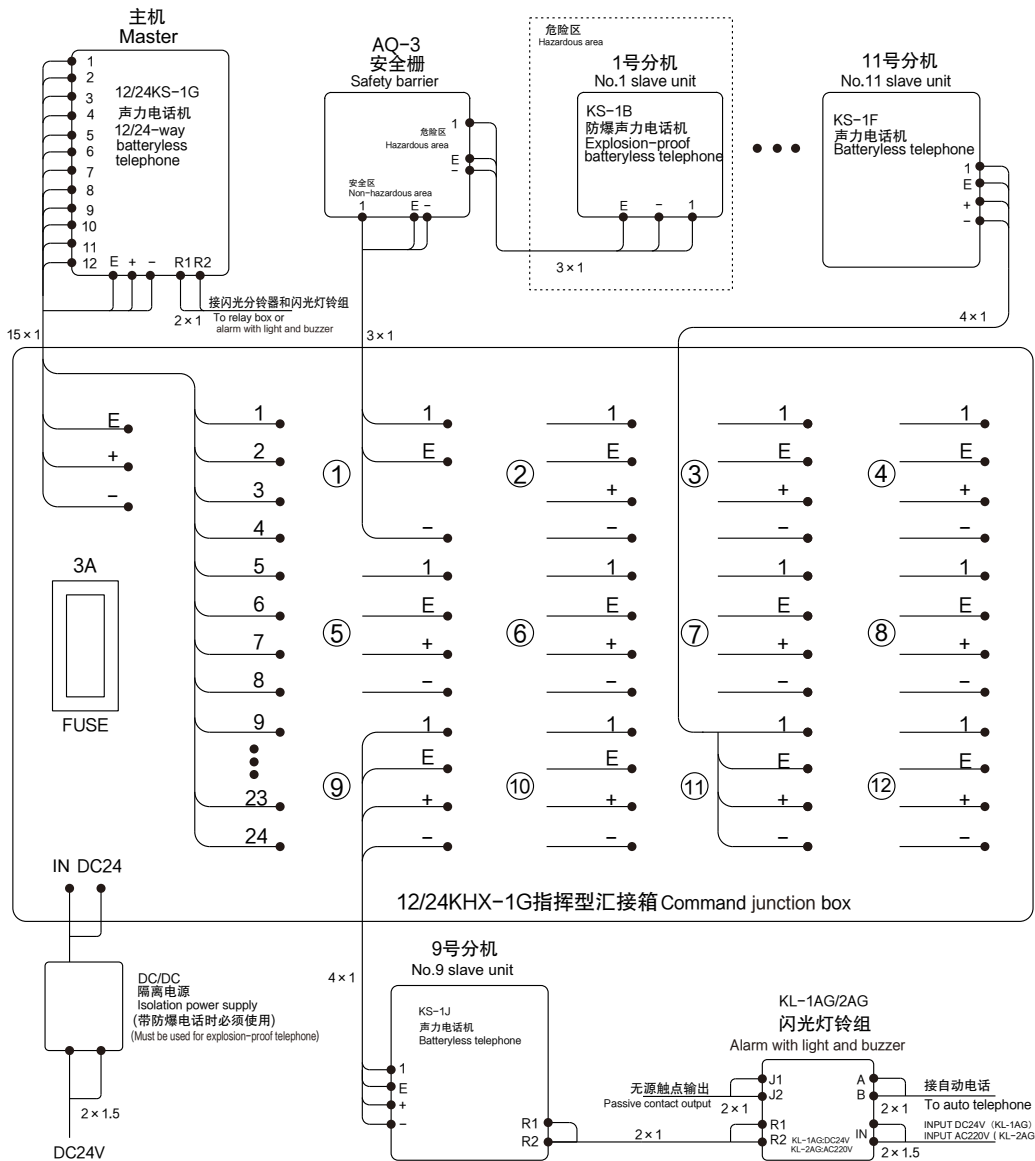 主机
Master
1
2
3
4
5
6
7
8
9
10
11
12
12/24KS-1G
声力电话机
12/24-way
batteryless
telephone
E + - R1 R2
接闪光分铃器和闪光灯铃组
2×1
To relay box or
alarm with light and buzzer
15×1
AQ-3
安全栅
Safety barrier
危险区
Hazardous area
1
E
-
安全区
Non-hazardous area
1 E -
3×1
危险区
Hazardous area
1号分机
No.1 slave unit
KS-1B
防爆声力电话机
Explosion-proof
batteryless telephone
E - 1
3×1
11号分机
No.11 slave unit
KS-1F
声力电话机
Batteryless telephone
1
E
+
-
4×1
E
+
-
3A
FUSE
1
2
3
4
5
6
7
8
9
23
24
①
1
E
-
②
1
E
+
-
③
1
E
+
-
④
1
E
+
-
⑤
1
E
+
-
⑥
1
E
+
-
⑦
1
E
+
-
⑧
1
E
+
-
⑨
1
E
+
-
⑩
1
E
+
-
⑪
1
E
+
-
⑫
1
E
+
-
IN DC24
12/24KHX-1G指挥型汇接箱 Command junction box
DC/DC
隔离电源
Isolation power supply
(带防爆电话时必须使用)
(Must be used for explosion-proof telephone)
2×1.5
DC24V
4×1
9号分机
No.9 slave unit
KS-1J
声力电话机
Batteryless telephone
1
E
+
-
R1
R2
2×1
KL-1AG/2AG
闪光灯铃组
Alarm with light and buzzer
无源触点输出
Passive contact output
2×1
J1
J2
R1
R2
KL-1AG:DC24V
KL-2AG:AC220V
A
B
IN
接自动电话
2×1
To auto telephone
INPUT DC24V (KL-1AG)
INPUT AC220V (KL-2AG
2×1.5